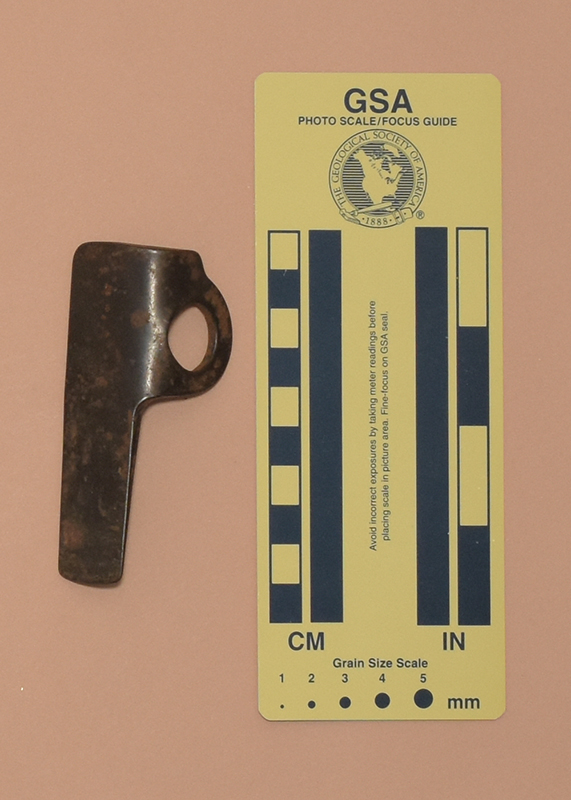 GSA
PHOTO SCALE/FOCUS GUIDE
THE GEOLOGICAL SOCIETY OF AMERICA
·1888·
®
Avoid incorrect exposures by taking meter readings before
placing scale in picture area. Fine-focus on GSA seal.
CM IN
Grain Size Scale
1 2 3 4 5
mm